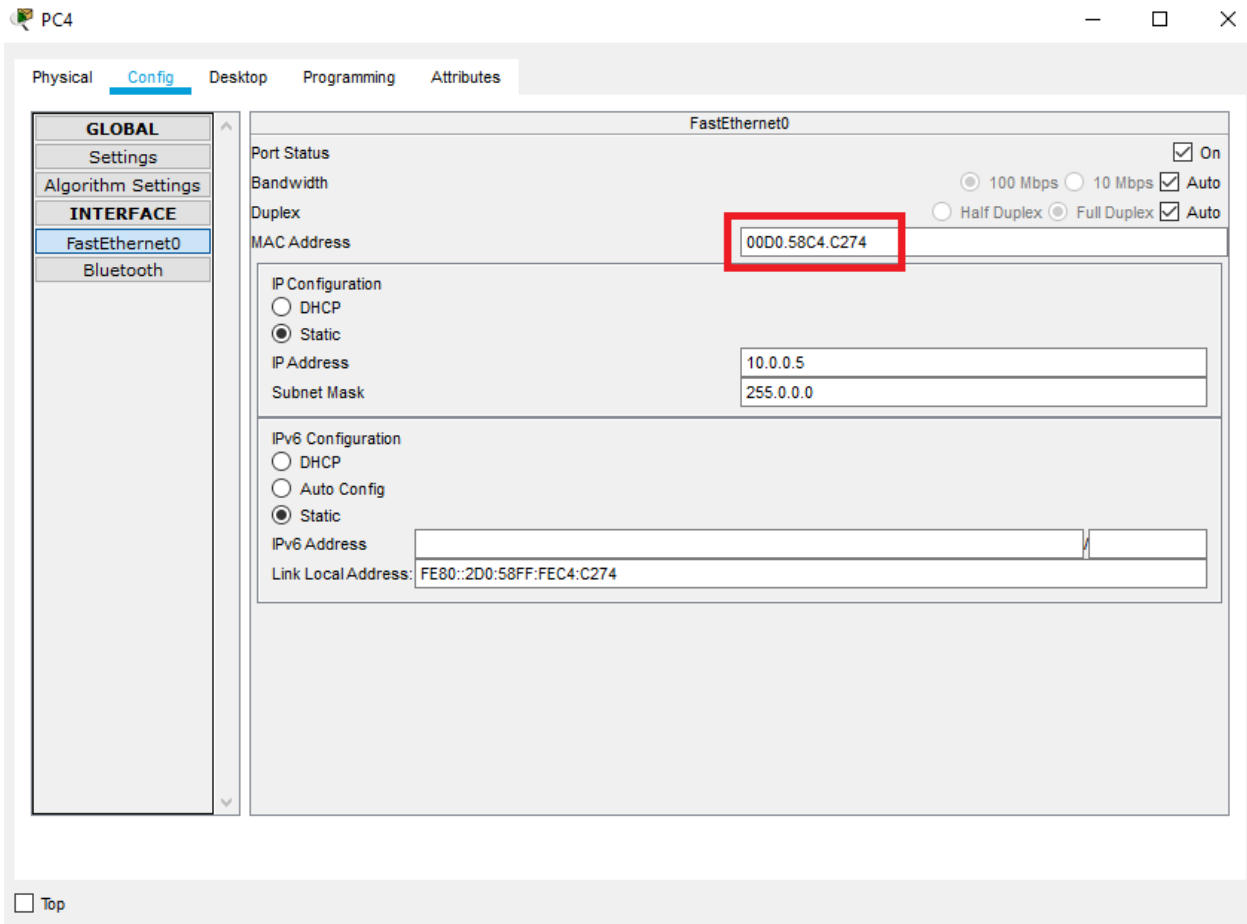 PC4
Physical Config Desktop Programming Attributes
GLOBAL
Settings
Algorithm Settings
INTERFACE
FastEthernet0
Bluetooth
FastEthernet0
Port Status On
Bandwidth 100 Mbps 10 Mbps Auto
Duplex Half Duplex Full Duplex Auto
MAC Address 00D0.58C4.C274
IP Configuration
DHCP
Static
IP Address 10.0.0.5
Subnet Mask 255.0.0.0
IPv6 Configuration
DHCP
Auto Config
Static
IPv6 Address /
Link Local Address: FE80::2D0:58FF:FEC4:C274
Top